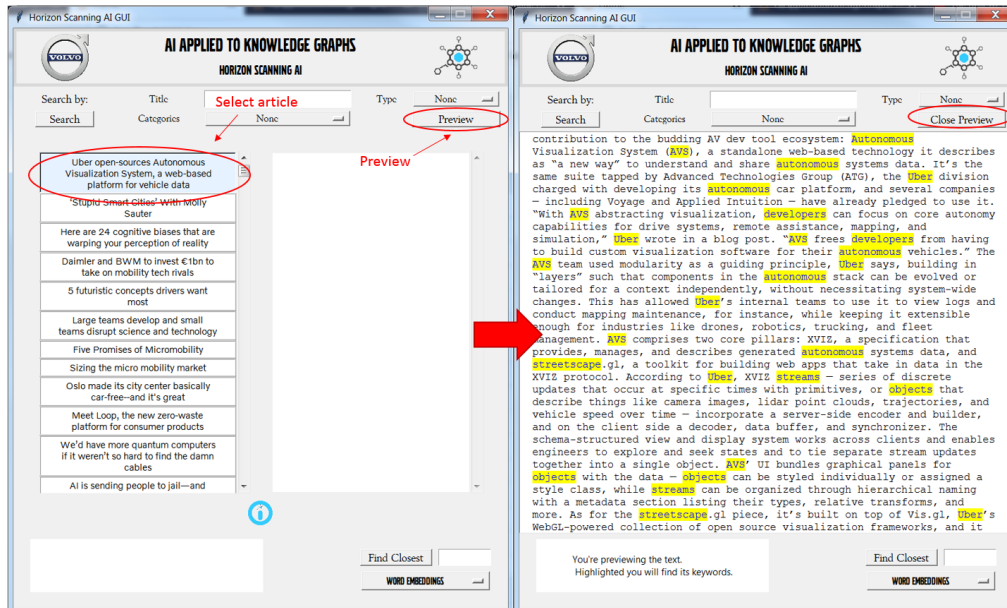 Horizon Scanning AI GUI
VOLVO
AI APPLIED TO KNOWLEDGE GRAPHS
HORIZON SCANNING AI
Search by:
Title
Select article
Type
None
Search
Categories
None
Preview
Preview
Uber open-sources Autonomous
Visualization System, a web-based
platform for vehicle data
'Stupid Smart Cities' With Molly
Sauter
Here are 24 cognitive biases that are
warping your perception of reality
Daimler and BWM to invest €1bn to
take on mobility tech rivals
5 futuristic concepts drivers want
most
Large teams develop and small
teams disrupt science and technology
Five Promises of Micromobility
Sizing the micro mobility market
Oslo made its city center basically
car-free—and it's great
Meet Loop, the new zero-waste
platform for consumer products
We'd have more quantum computers
if it weren't so hard to find the damn
cables
AI is sending people to jail—and
Find Closest
WORD EMBEDDINGS
Horizon Scanning AI GUI
VOLVO
AI APPLIED TO KNOWLEDGE GRAPHS
HORIZON SCANNING AI
Search by:
Title
Type
None
Search
Categories
None
Close Preview
contribution to the budding AV dev tool ecosystem: Autonomous
Visualization System (AVS), a standalone web-based technology it describes
as “a new way” to understand and share autonomous systems data. It’s the
same suite tapped by Advanced Technologies Group (ATG), the Uber division
charged with developing its autonomous car platform, and several companies
— including Voyage and Applied Intuition — have already pledged to use it.
“With AVS abstracting visualization, developers can focus on core autonomy
capabilities for drive systems, remote assistance, mapping, and
simulation,” Uber wrote in a blog post. “AVS frees developers from having
to build custom visualization software for their autonomous vehicles.” The
AVS team used modularity as a guiding principle, Uber says, building in
“layers” such that components in the autonomous stack can be evolved or
tailored for a context independently, without necessitating system-wide
changes. This has allowed Uber’s internal teams to use it to view logs and
conduct mapping maintenance, for instance, while keeping it extensible
enough for industries like drones, robotics, trucking, and fleet
management. AVS comprises two core pillars: XVIZ, a specification that
provides, manages, and describes generated autonomous systems data, and
streetscape.gl, a toolkit for building web apps that take in data in the
XVIZ protocol. According to Uber, XVIZ streams — series of discrete
updates that occur at specific times with primitives, or objects that
describe things like camera images, lidar point clouds, trajectories, and
vehicle speed over time — incorporate a server-side encoder and builder,
and on the client side a decoder, data buffer, and synchronizer. The
schema-structured view and display system works across clients and enables
engineers to explore and seek states and to tie separate stream updates
together into a single object. AVS’ UI bundles graphical panels for
objects with the data — objects can be styled individually or assigned a
style class, while streams can be organized through hierarchical naming
with a metadata section listing their types, relative transforms, and
more. As for the streetscape.gl piece, it’s built on top of Vis.gl, Uber’s
WebGL-powered collection of open source visualization frameworks, and it
You're previewing the text.
Highlighted you will find its keywords.
Find Closest
WORD EMBEDDINGS